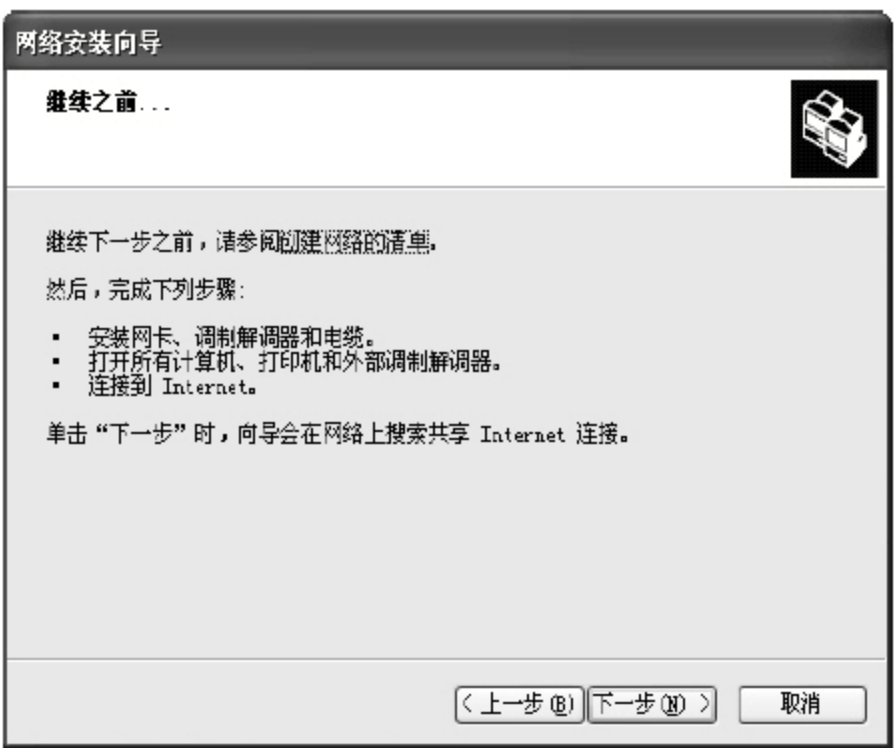 网络安装向导
继续之前...
继续下一步之前，请参阅创建网络的清单。
然后，完成下列步骤:
▪ 安装网卡、调制解调器和电缆。
▪ 打开所有计算机、打印机和外部调制解调器。
▪ 连接到 Internet。
单击“下一步”时，向导会在网络上搜索共享 Internet 连接。
< 上一步(B) 下一步(N) > 取消